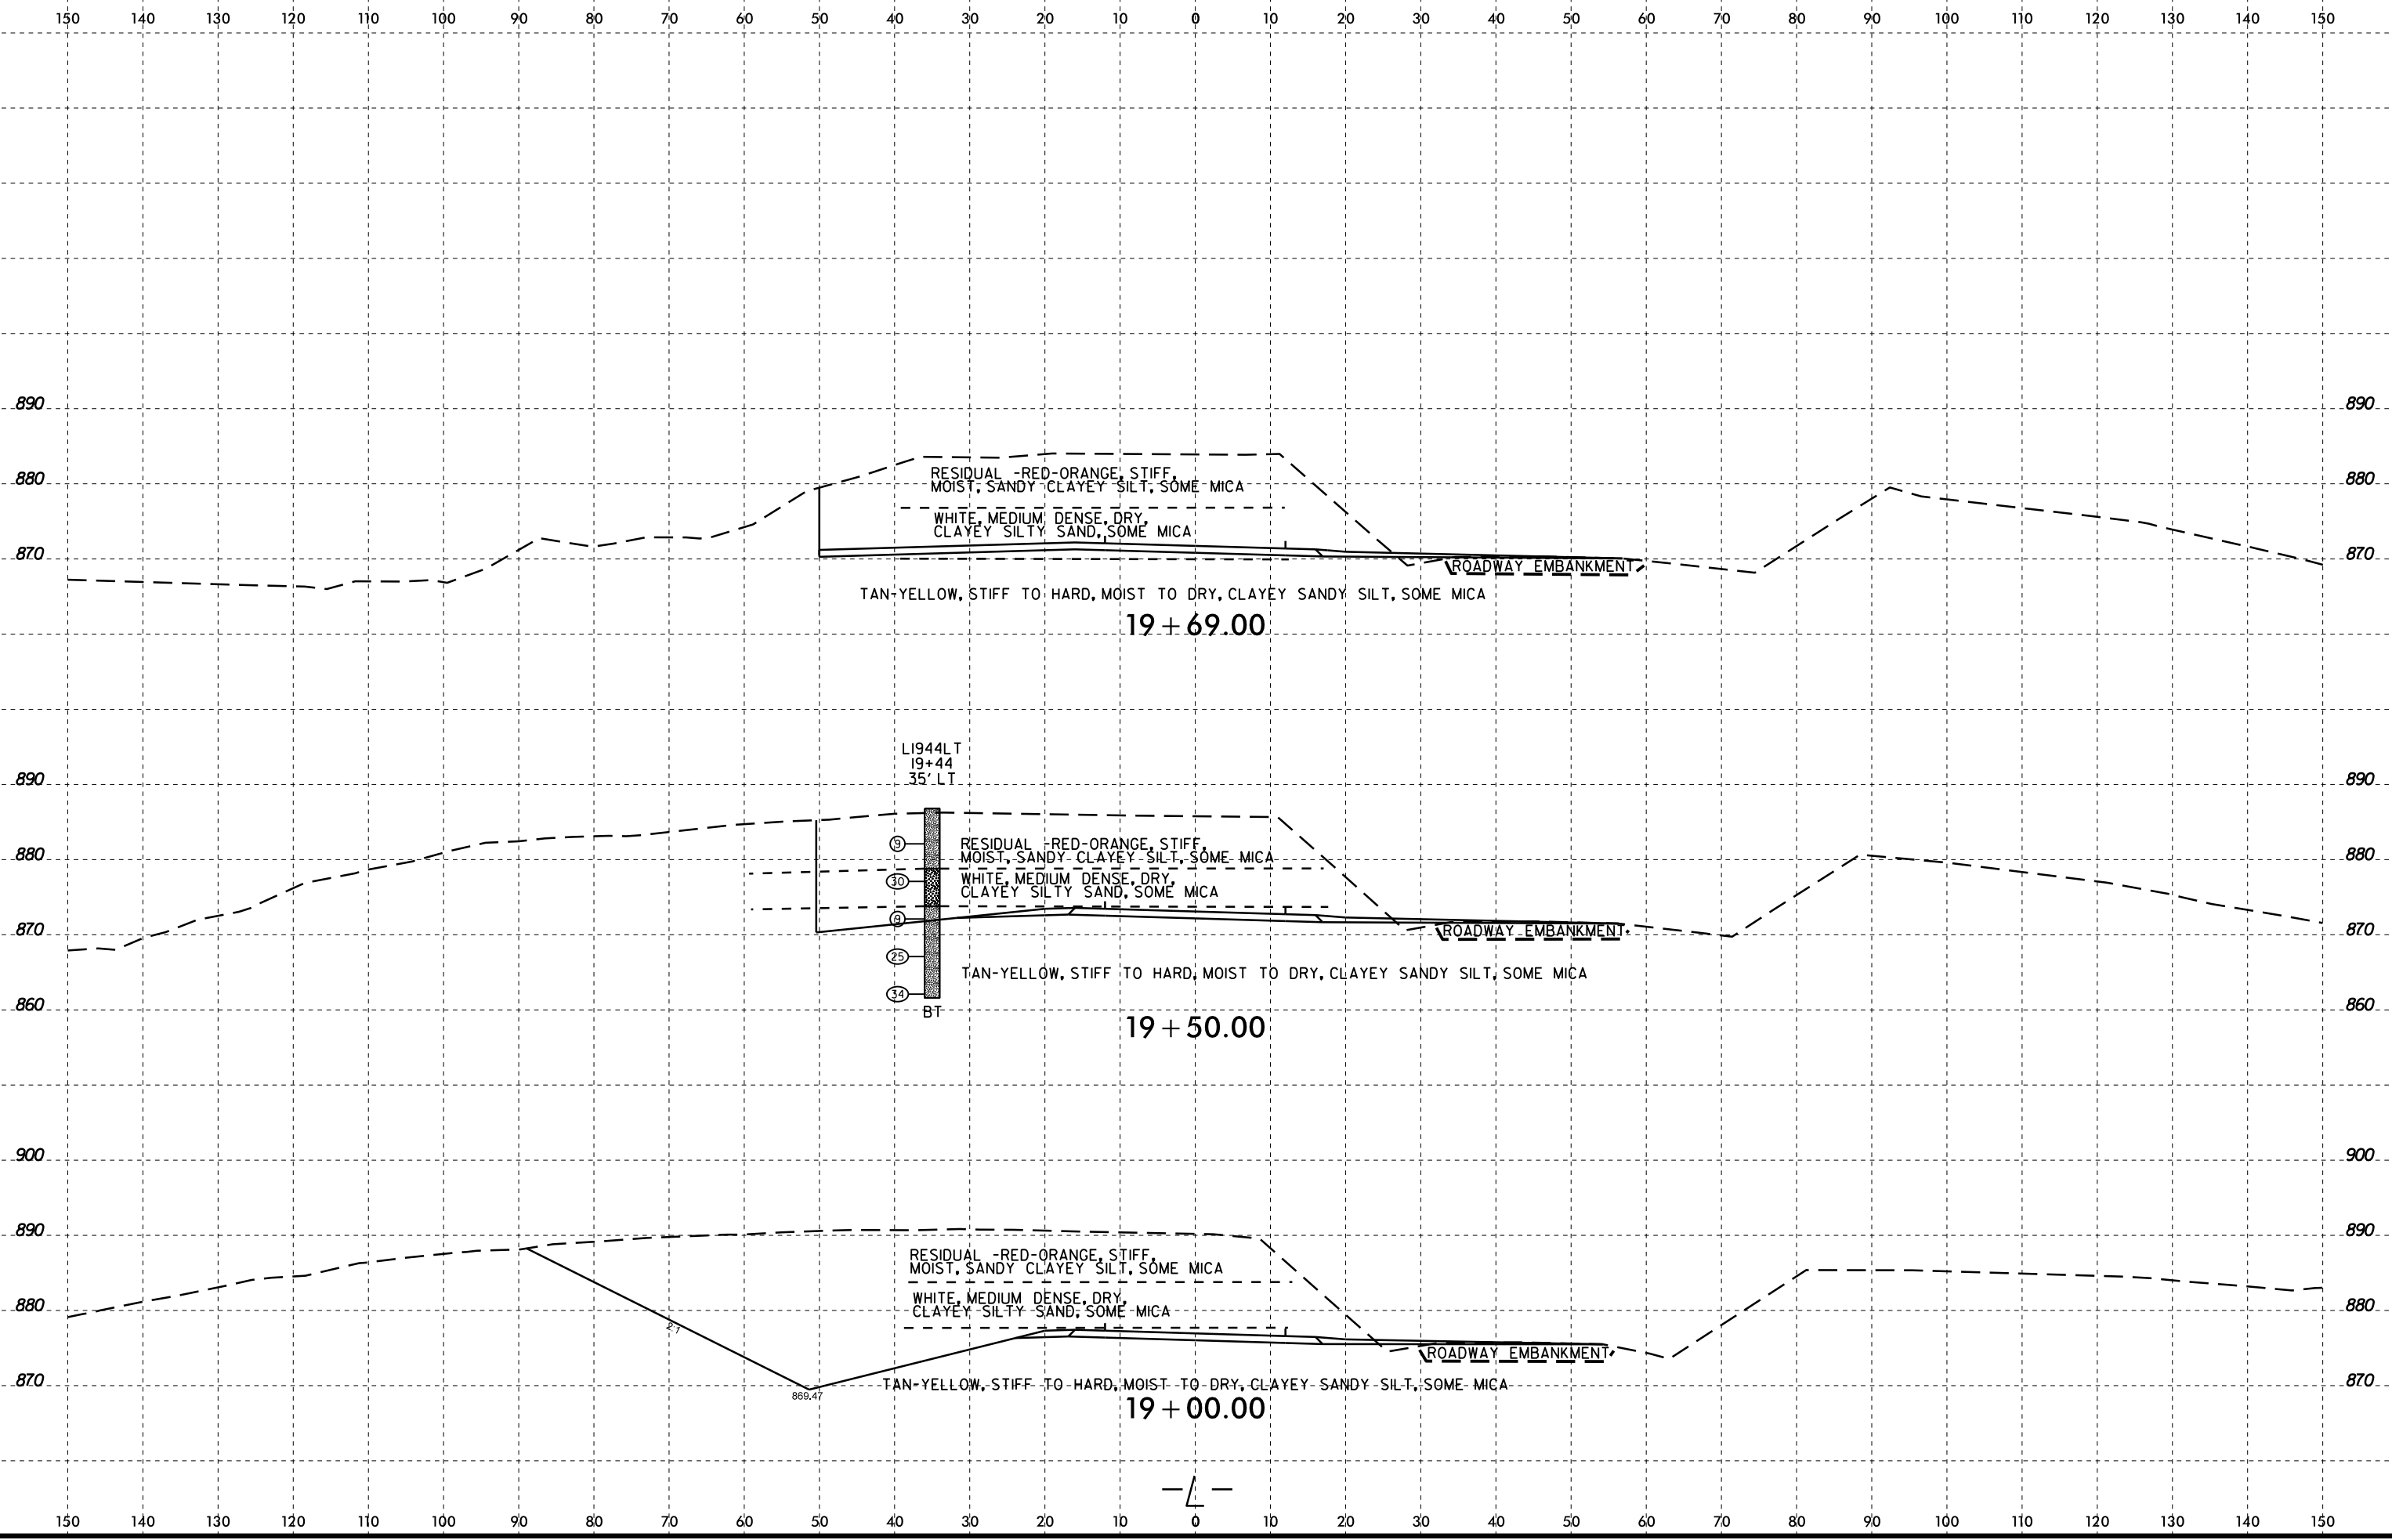 150 140 130 120 110 100 90 80 70 60 50 40 30 20 10 0 10 20 30 40 50 60 70 80 90 100 110 120 130 140 150
890 890
880 880
RESIDUAL -RED-ORANGE, STIFF,
MOIST, SANDY CLAYEY SILT, SOME MICA
WHITE, MEDIUM DENSE, DRY,
CLAYEY SILTY SAND, SOME MICA
870 870
ROADWAY EMBANKMENT
TAN-YELLOW, STIFF TO HARD, MOIST TO DRY, CLAYEY SANDY SILT, SOME MICA
19+69.00
L1944LT
19+44
35' LT
890 890
9
RESIDUAL -RED-ORANGE, STIFF,
MOIST, SANDY CLAYEY SILT, SOME MICA
880 880
30
WHITE, MEDIUM DENSE, DRY,
CLAYEY SILTY SAND, SOME MICA
9
870 870
ROADWAY EMBANKMENT
25
TAN-YELLOW, STIFF TO HARD, MOIST TO DRY, CLAYEY SANDY SILT, SOME MICA
34
860 860
BT
19+50.00
900 900
890 890
RESIDUAL -RED-ORANGE, STIFF,
MOIST, SANDY CLAYEY SILT, SOME MICA
WHITE, MEDIUM DENSE, DRY,
CLAYEY SILTY SAND, SOME MICA
880 880
2:1
ROADWAY EMBANKMENT
870 870
TAN-YELLOW, STIFF TO HARD, MOIST TO DRY, CLAYEY SANDY SILT, SOME MICA
869.47
19+00.00
-L-
150 140 130 120 110 100 90 80 70 60 50 40 30 20 10 0 10 20 30 40 50 60 70 80 90 100 110 120 130 140 150